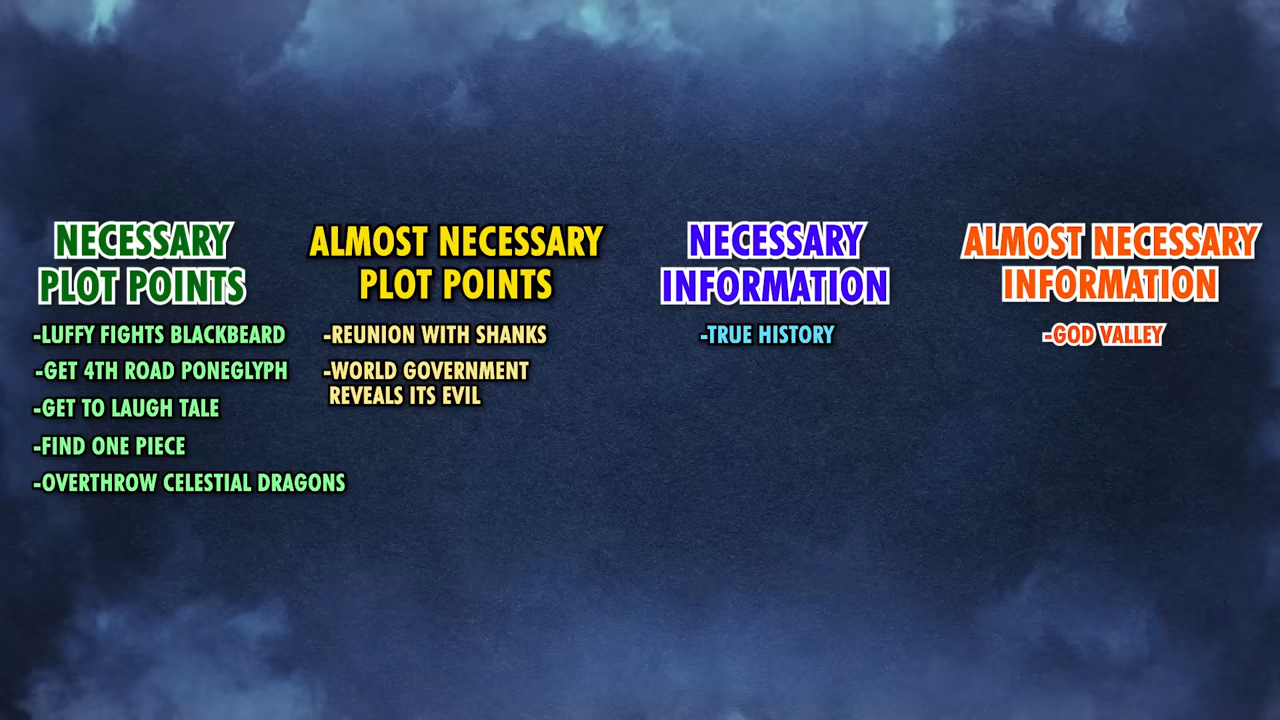 NECESSARY
PLOT POINTS
-LUFFY FIGHTS BLACKBEARD
-GET 4TH ROAD PONEGLYPH
-GET TO LAUGH TALE
-FIND ONE PIECE
-OVERTHROW CELESTIAL DRAGONS
ALMOST NECESSARY
PLOT POINTS
-REUNION WITH SHANKS
-WORLD GOVERNMENT
REVEALS ITS EVIL
NECESSARY
INFORMATION
-TRUE HISTORY
ALMOST NECESSARY
INFORMATION
-GOD VALLEY